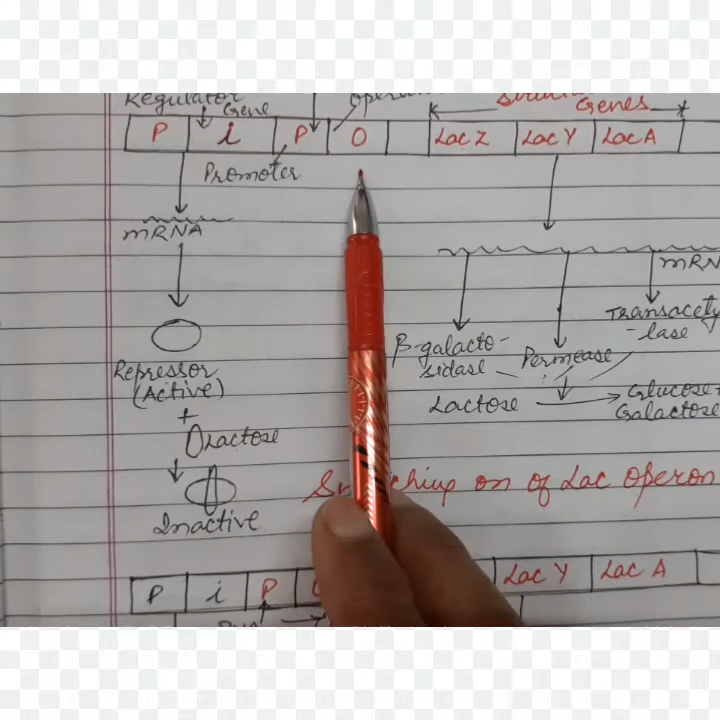 Regulator
Gene
Genes
P i P O Lac Z Lac Y Lac A
Promoter
mRNA
mRN
Transacety
-lase
β-galacto-
sidase
Permease
Repressor
(Active)
Lactose
Glucose+
Galactose
+
Lactose
Inactive
Switching on of Lac operon
P i P Lac Y Lac A